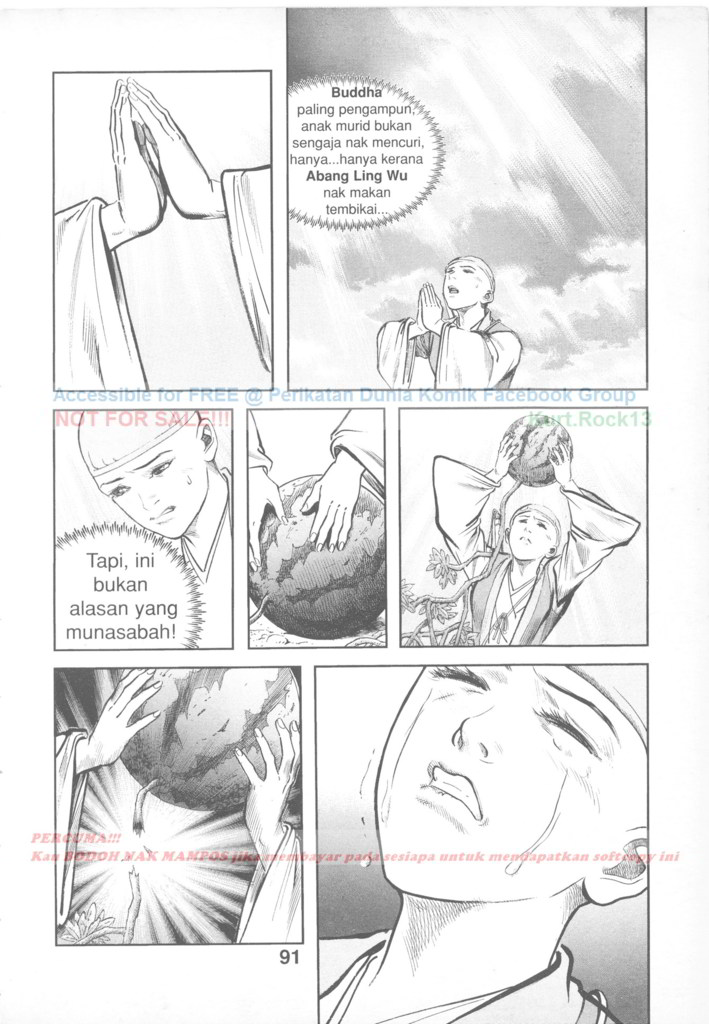 Buddha
paling pengampun,
anak murid bukan
sengaja nak mencuri,
hanya...hanya kerana
Abang Ling Wu
nak makan
tembikai...
Accessible for FREE @ Perikatan Dunia Komik Facebook Group
NOT FOR SALE!!! Kurt.Rock13
Tapi, ini
bukan
alasan yang
munasabah!
PERCUMA!!!
Kau BODOH NAK MAMPOS jika membayar pada sesiapa untuk mendapatkan softcopy ini
91